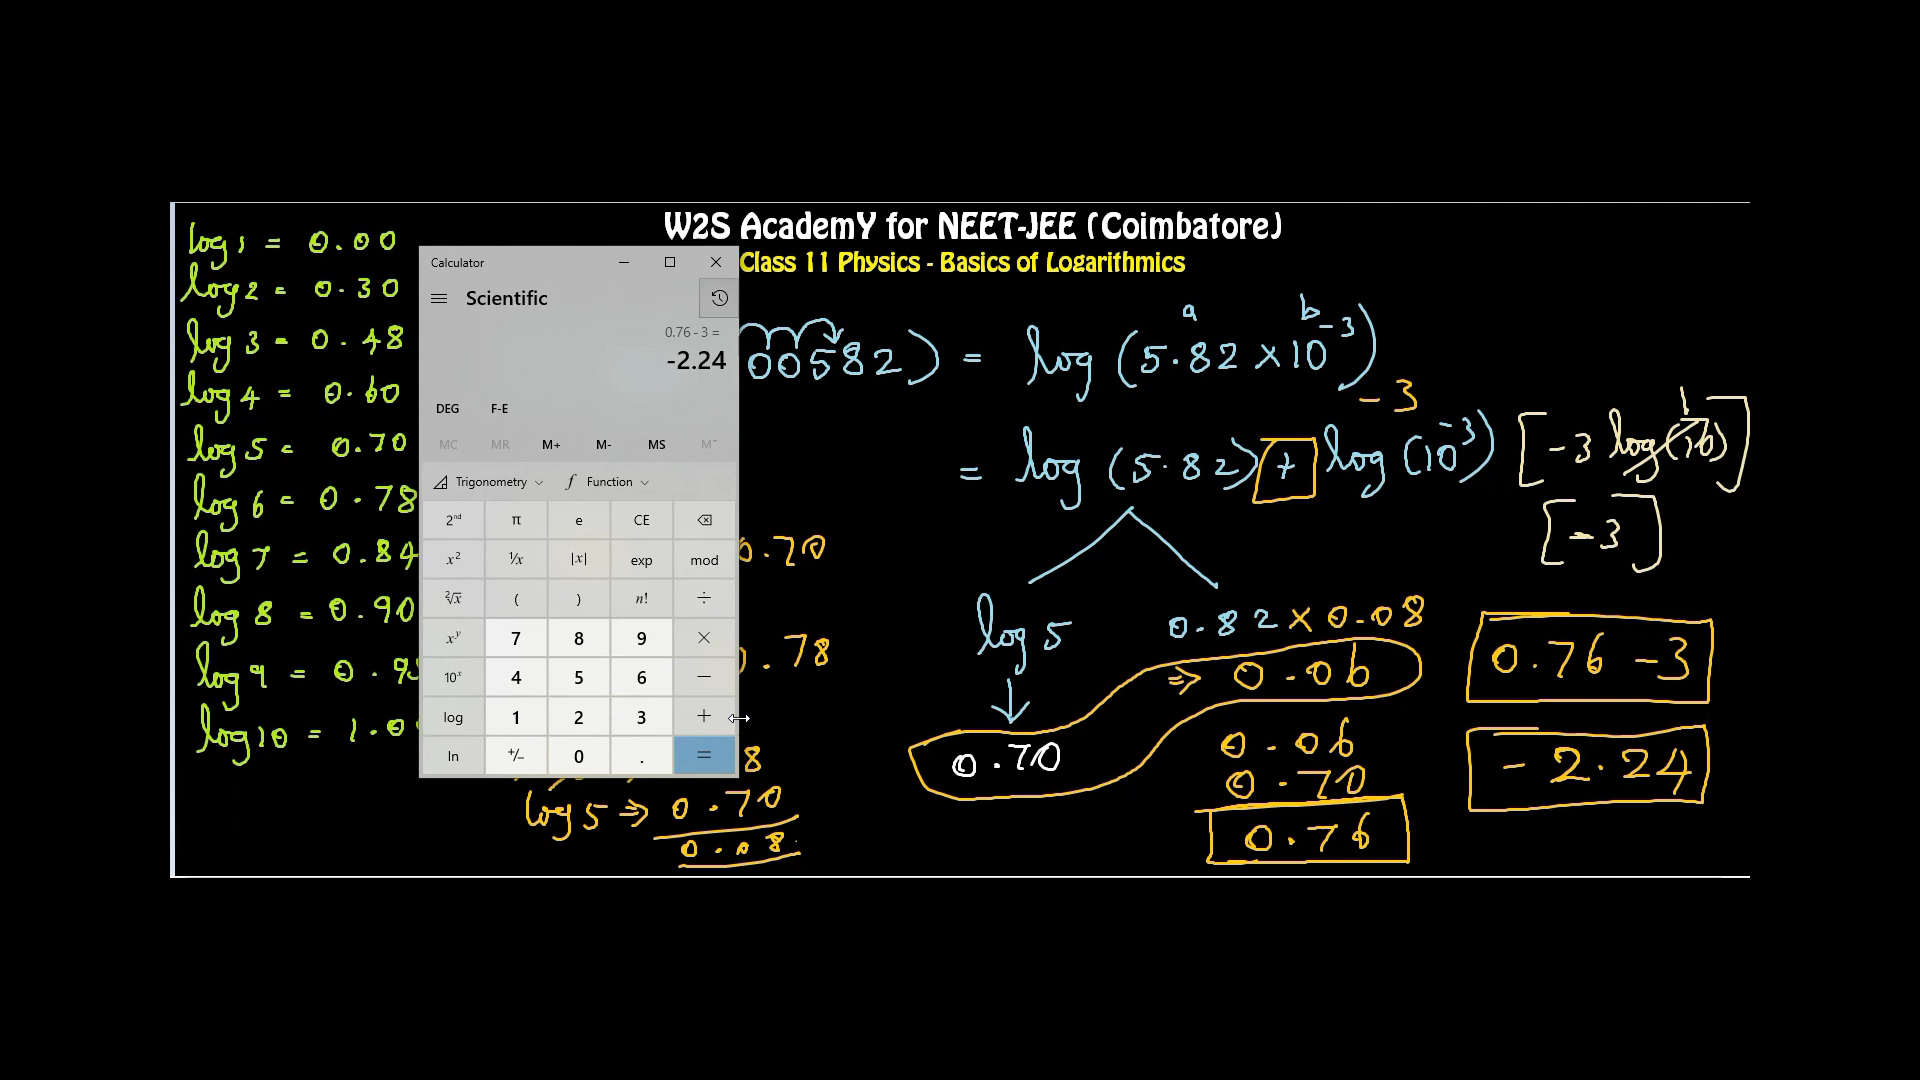 W2S AcademY for NEET-JEE (Coimbatore)
Class 11 Physics - Basics of Logarithmics
log 1 = 0.00
log 2 = 0.30
log 3 = 0.48
log 4 = 0.60
log 5 = 0.70
log 6 = 0.78
log 7 = 0.84
log 8 = 0.90
log 9 = 0.95
log 10 = 1.0
Calculator
Scientific
0.76 - 3 =
-2.24
DEG F-E
MC MR M+ M- MS M˅
Trigonometry f Function
2ⁿᵈ π e CE
x² ¹/x |x| exp mod
²√x ( ) n! ÷
xʸ 7 8 9 ×
10ˣ 4 5 6 −
log 1 2 3 +
ln +/− 0 . =
00582) = log (5.82 × 10⁻³)
a b
- 3
= log (5.82) + log (10⁻³) [-3 log(10)]
1
[-3]
0.70
.78
8
log 5 ⇒ 0.70
0.08
log 5
0.70
0.82 × 0.08
⇒ 0.06
0.06
0.70
0.76
0.76 - 3
- 2.24